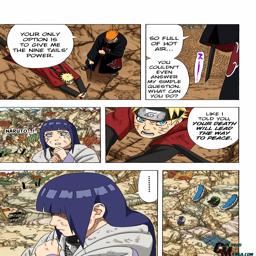 YOUR ONLY
OPTION IS
TO GIVE ME
THE NINE TAILS'
POWER.
SO FULL
OF HOT
AIR...
YOU
COULDN'T
EVEN
ANSWER
MY SIMPLE
QUESTION.
WHAT CAN
YOU DO?
NARUTO...!
LIKE I
TOLD YOU,
YOUR DEATH
WILL LEAD
THE WAY
TO PEACE.
..........